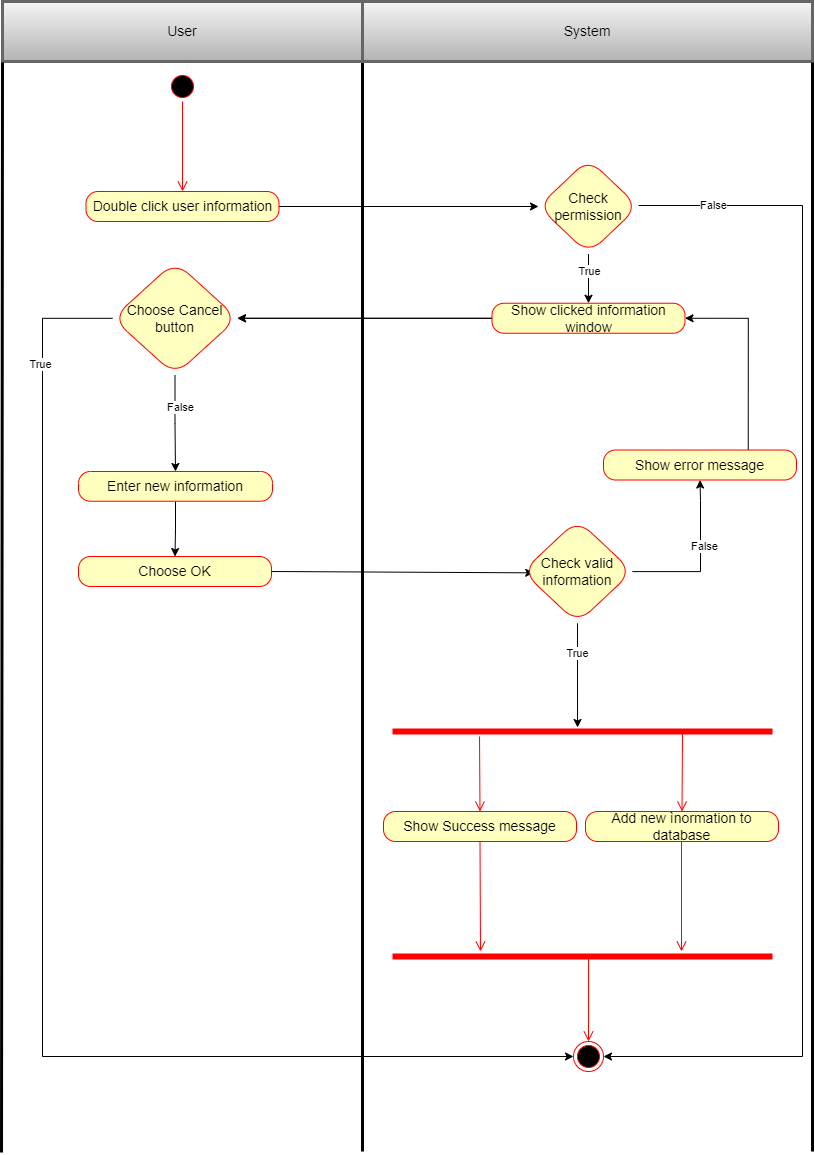 User
System
Double click user information
Check
permission
False
True
Choose Cancel
button
Show clicked information
window
True
False
Show error message
Enter new information
False
Choose OK
Check valid
information
True
Show Success message
Add new inormation to
database